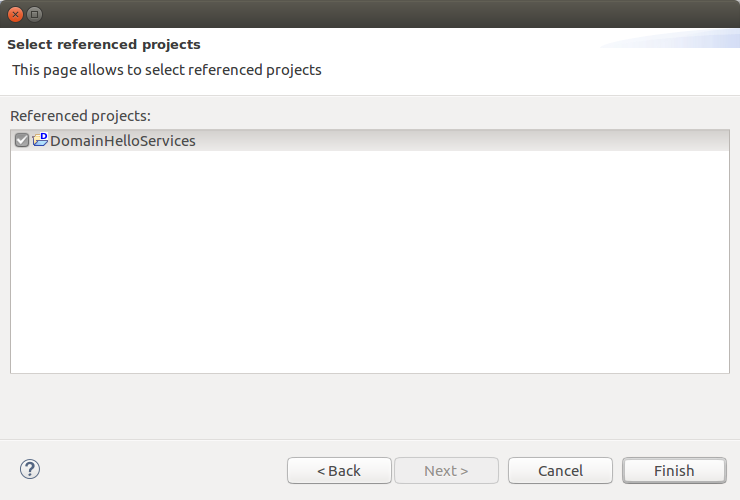 Select referenced projects
This page allows to select referenced projects
Referenced projects:
DomainHelloServices
?
< Back Next > Cancel Finish